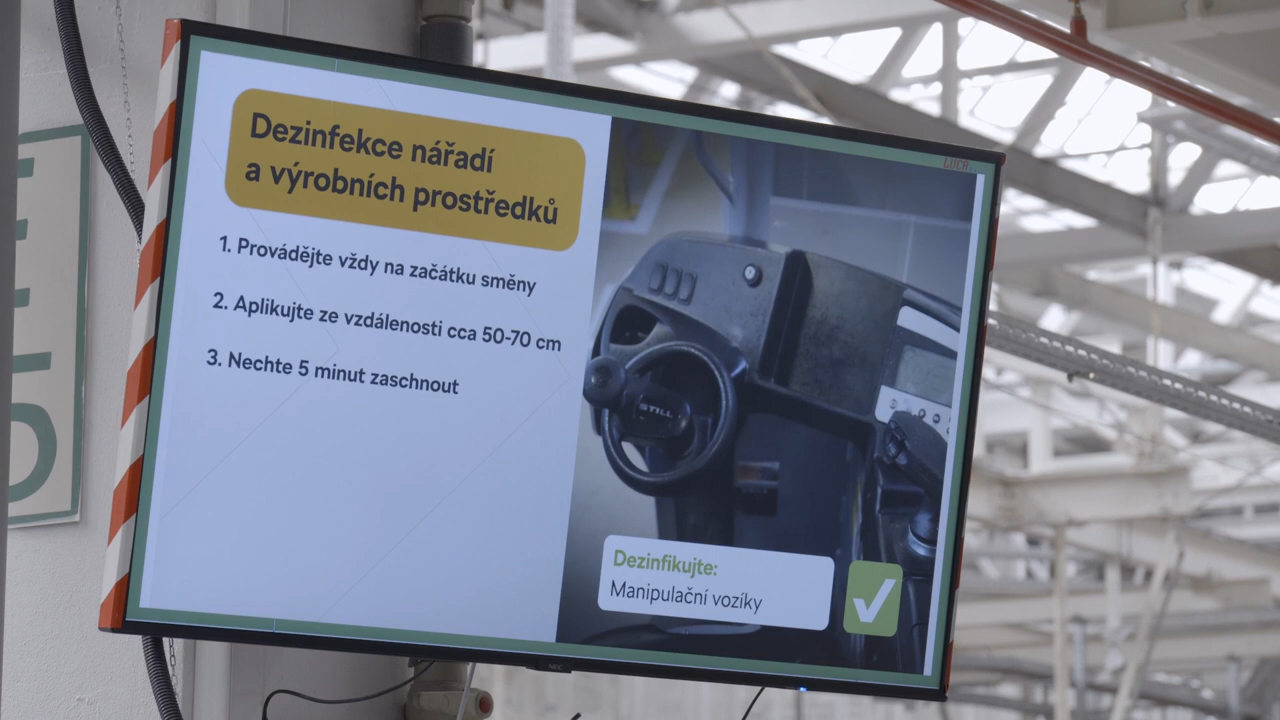 Dezinfekce nářadí
a výrobních prostředků
1. Provádějte vždy na začátku směny
2. Aplikujte ze vzdálenosti cca 50-70 cm
3. Nechte 5 minut zaschnout
STILL
Dezinfikujte:
Manipulační vozíky
NEC